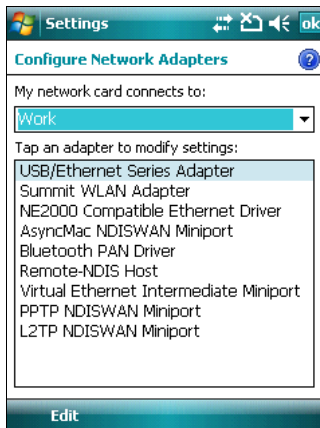 Settings
ok
Configure Network Adapters
?
My network card connects to:
Work
Tap an adapter to modify settings:
USB/Ethernet Series Adapter
Summit WLAN Adapter
NE2000 Compatible Ethernet Driver
AsyncMac NDISWAN Miniport
Bluetooth PAN Driver
Remote-NDIS Host
Virtual Ethernet Intermediate Miniport
PPTP NDISWAN Miniport
L2TP NDISWAN Miniport
Edit